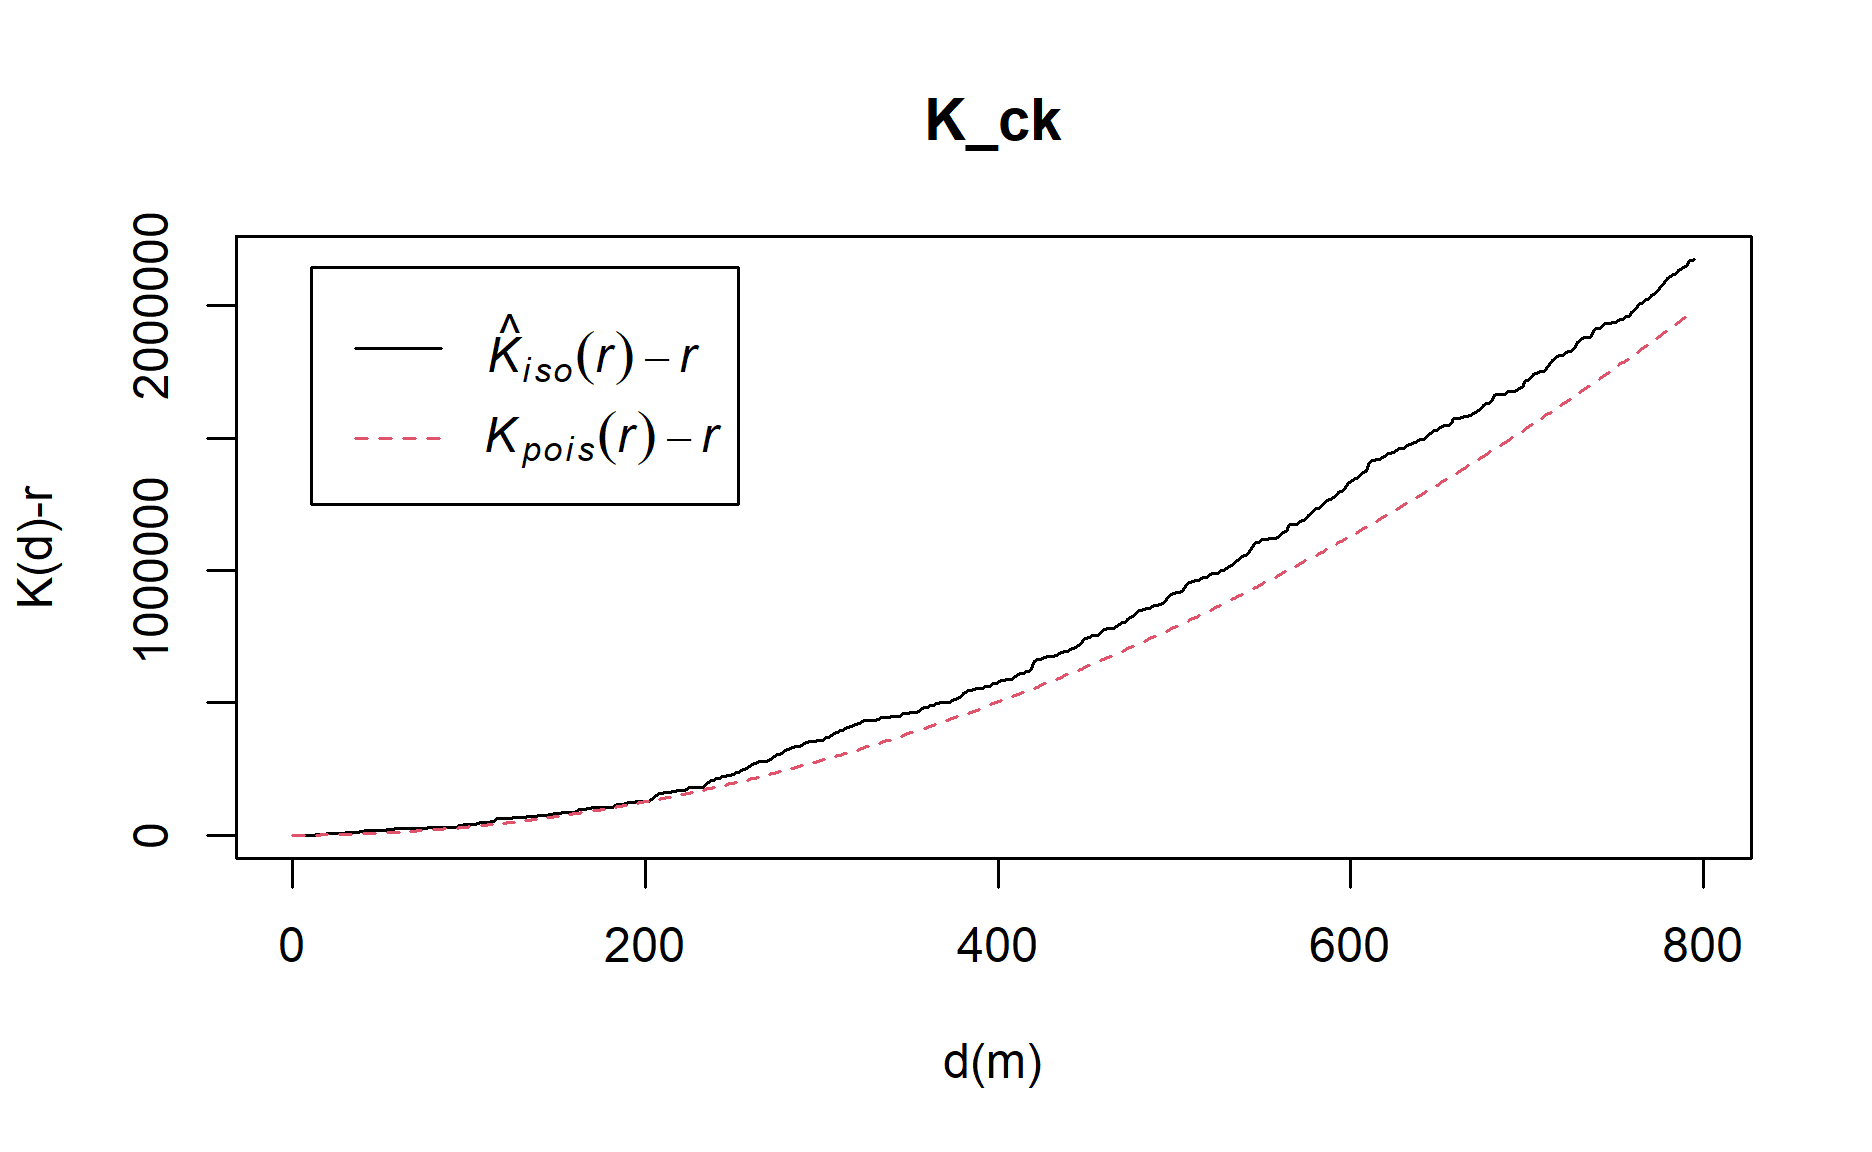 K_ck
K̂iso(r) – r
Kpois(r) – r
K(d)-r
0
1000000
2000000
0 200 400 600 800
d(m)